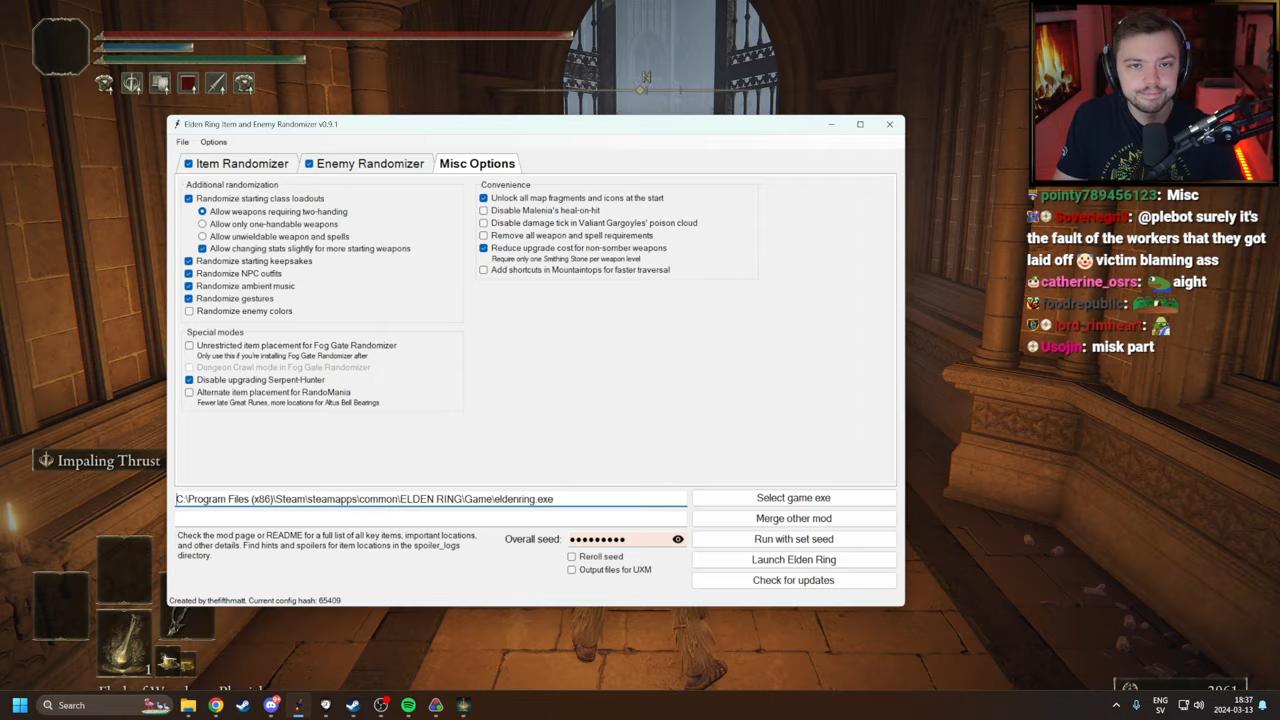 N
Elden Ring Item and Enemy Randomizer v0.9.1
File Options
Item Randomizer Enemy Randomizer Misc Options
Additional randomization
Randomize starting class loadouts
Allow weapons requiring two-handing
Allow only one-handable weapons
Allow unwieldable weapon and spells
Allow changing stats slightly for more starting weapons
Randomize starting keepsakes
Randomize NPC outfits
Randomize ambient music
Randomize gestures
Randomize enemy colors
Special modes
Unrestricted item placement for Fog Gate Randomizer
Only use this if you're installing Fog Gate Randomizer after
Dungeon Crawl mode in Fog Gate Randomizer
Disable upgrading Serpent-Hunter
Alternate item placement for RandoMania
Fewer late Great Runes, more locations for Altus Bell Bearings
Convenience
Unlock all map fragments and icons at the start
Disable Malenia's heal-on-hit
Disable damage tick in Valiant Gargoyles' poison cloud
Remove all weapon and spell requirements
Reduce upgrade cost for non-somber weapons
Require only one Smithing Stone per weapon level
Add shortcuts in Mountaintops for faster traversal
C:\Program Files (x86)\Steam\steamapps\common\ELDEN RING\Game\eldenring.exe
Select game exe
Merge other mod
Check the mod page or README for a full list of all key items, important locations,
and other details. Find hints and spoilers for item locations in the spoiler_logs
directory.
Overall seed: ●●●●●●●●●
Run with set seed
Reroll seed
Output files for UXM
Launch Elden Ring
Check for updates
Created by thefifthmatt. Current config hash: 65409
pointy789456123: Misc
Soveriegn3: @plebot surely it's
the fault of the workers that they got
laid off 🤡 victim blaming ass
catherine_osrs: aight
foodrepublic:
lord_rimheart:
Usojin: misk part
Impaling Thrust
1
Search
ENG
SV
18:37
2024-03-13